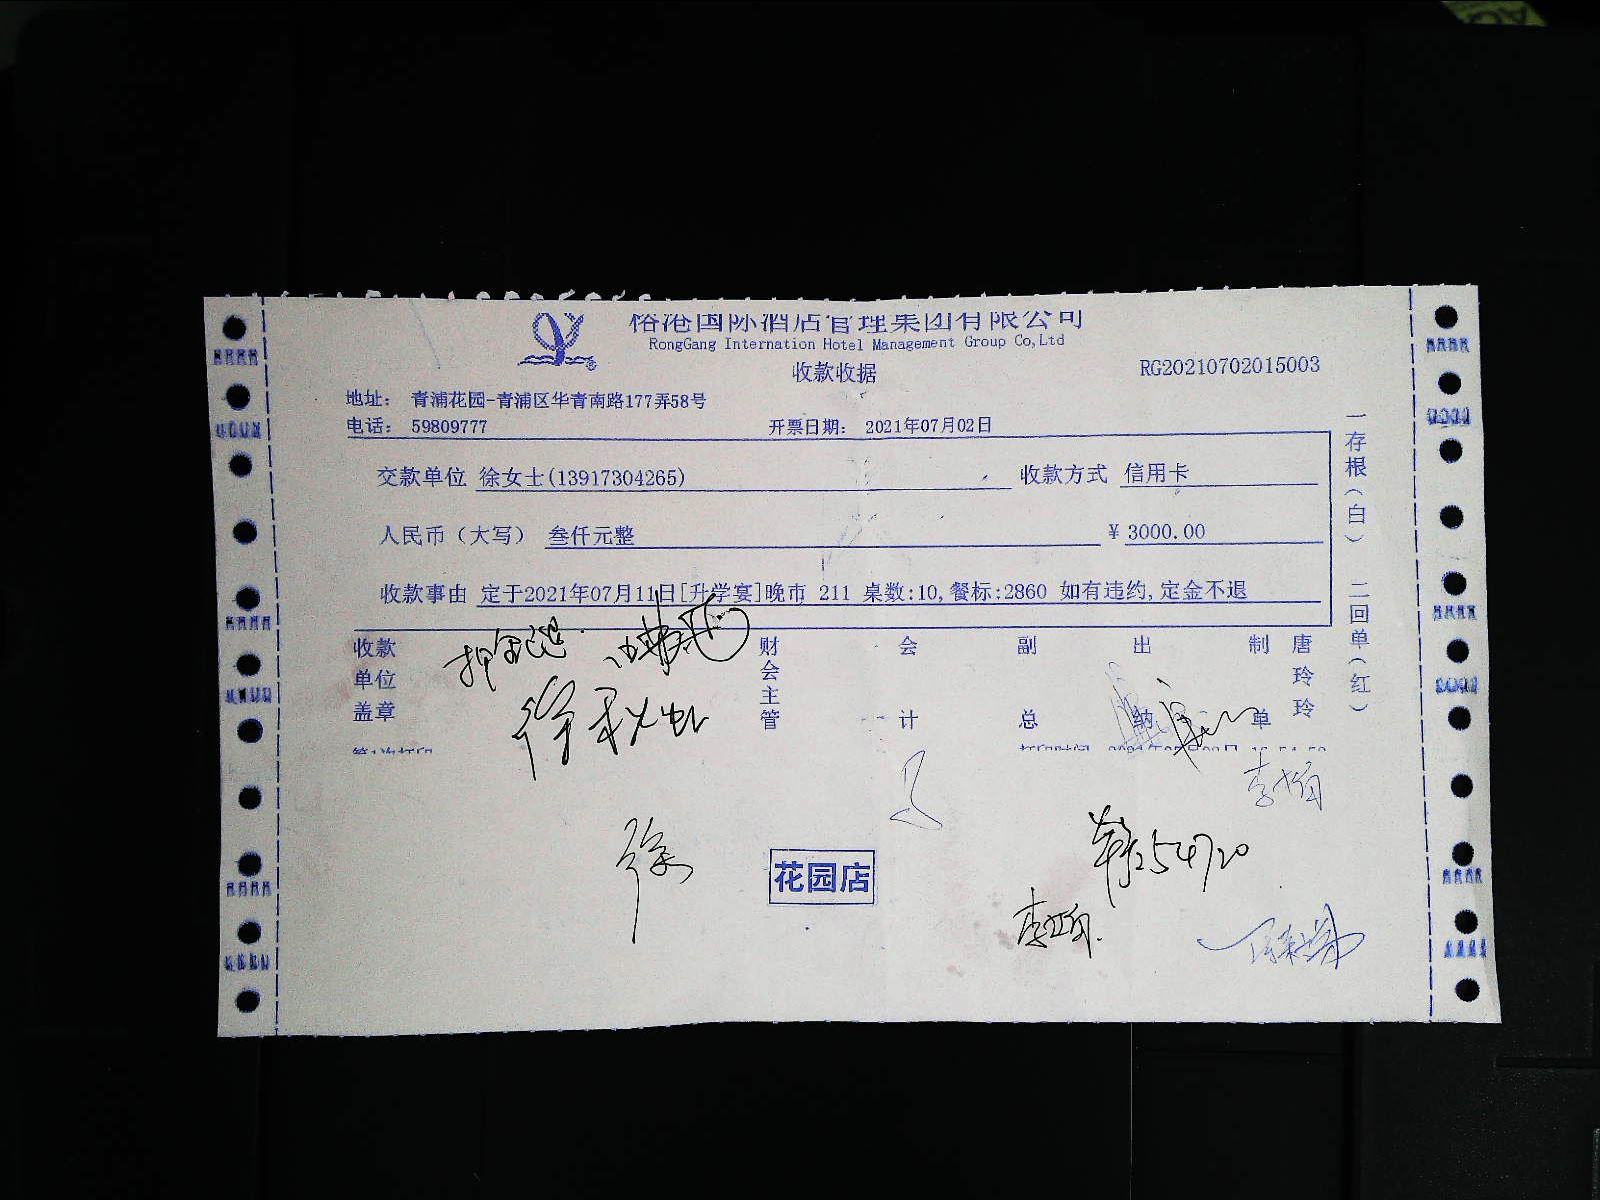 榕港国际酒店管理集团有限公司
RongGang Internation Hotel Management Group Co,Ltd
收款收据
RG20210702015003
地址: 青浦花园-青浦区华青南路177弄58号
电话: 59809777 开票日期: 2021年07月02日
交款单位 徐女士(13917304265) 收款方式 信用卡
人民币（大写） 叁仟元整 ¥ 3000.00
收款事由 定于2021年07月11日[升学宴]晚市 211 桌数:10,餐标:2860 如有违约,定金不退
一存根(白) 二回单(红)
收款单位盖章 财会主管 会计 副总 出纳 制单 唐玲玲
押金已退
徐
花园店